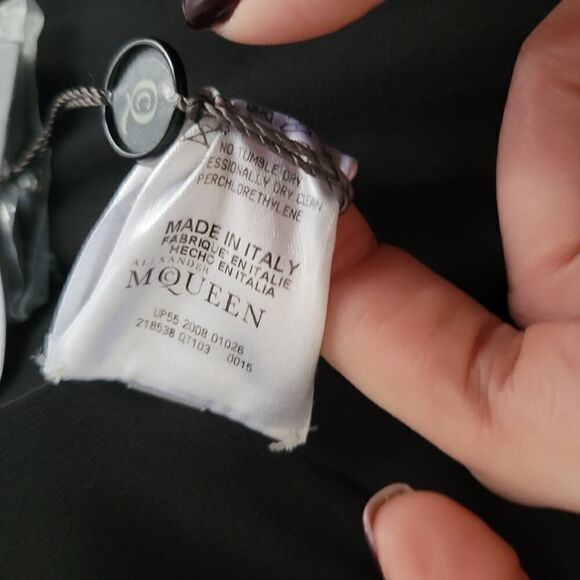 NO TUMBLE DRY
ESSIONALLY DRY CLEAN
PERCHLORETHYLENE
MADE IN ITALY
FABRIQUE EN ITALIE
HECHO EN ITALIA
ALEXANDER
McQUEEN
UP55 2008 01026
218538 QT103 0015